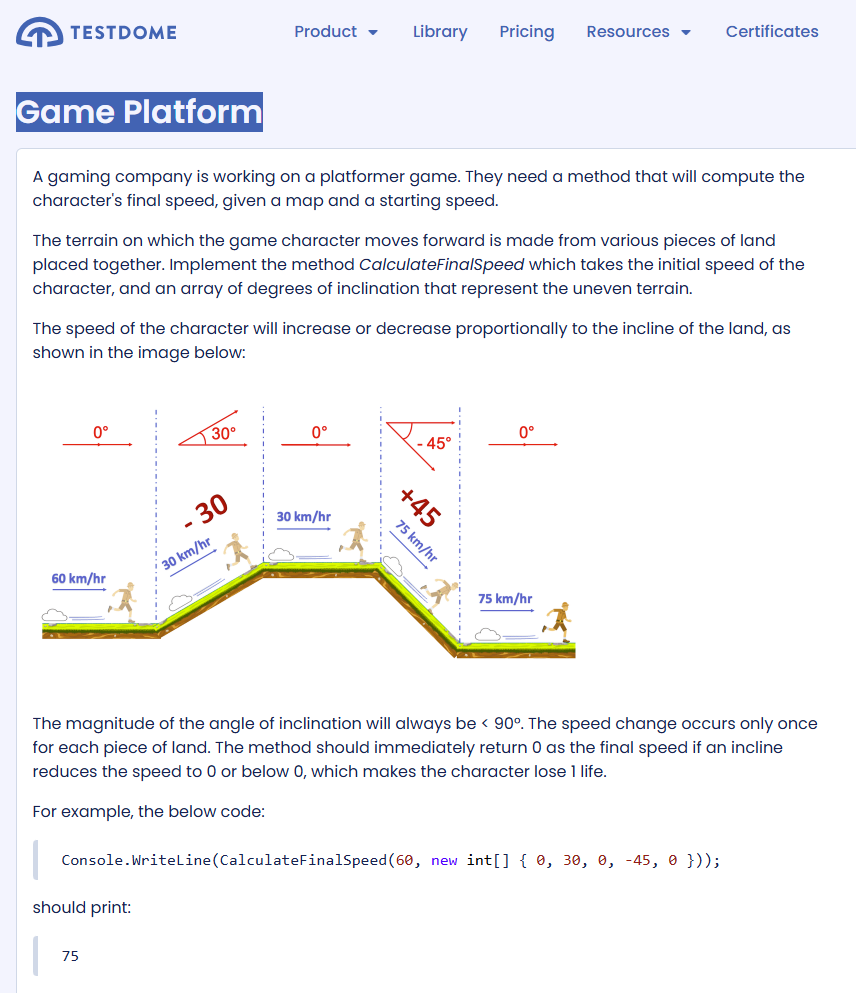 TESTDOME Product Library Pricing Resources Certificates
Game Platform
A gaming company is working on a platformer game. They need a method that will compute the
character's final speed, given a map and a starting speed.
The terrain on which the game character moves forward is made from various pieces of land
placed together. Implement the method CalculateFinalSpeed which takes the initial speed of the
character, and an array of degrees of inclination that represent the uneven terrain.
The speed of the character will increase or decrease proportionally to the incline of the land, as
shown in the image below:
0° 30° 0° - 45° 0°
- 30 +45
60 km/hr 30 km/hr 30 km/hr 75 km/hr 75 km/hr
The magnitude of the angle of inclination will always be < 90º. The speed change occurs only once
for each piece of land. The method should immediately return 0 as the final speed if an incline
reduces the speed to 0 or below 0, which makes the character lose 1 life.
For example, the below code:
Console.WriteLine(CalculateFinalSpeed(60, new int[] { 0, 30, 0, -45, 0 }));
should print:
75